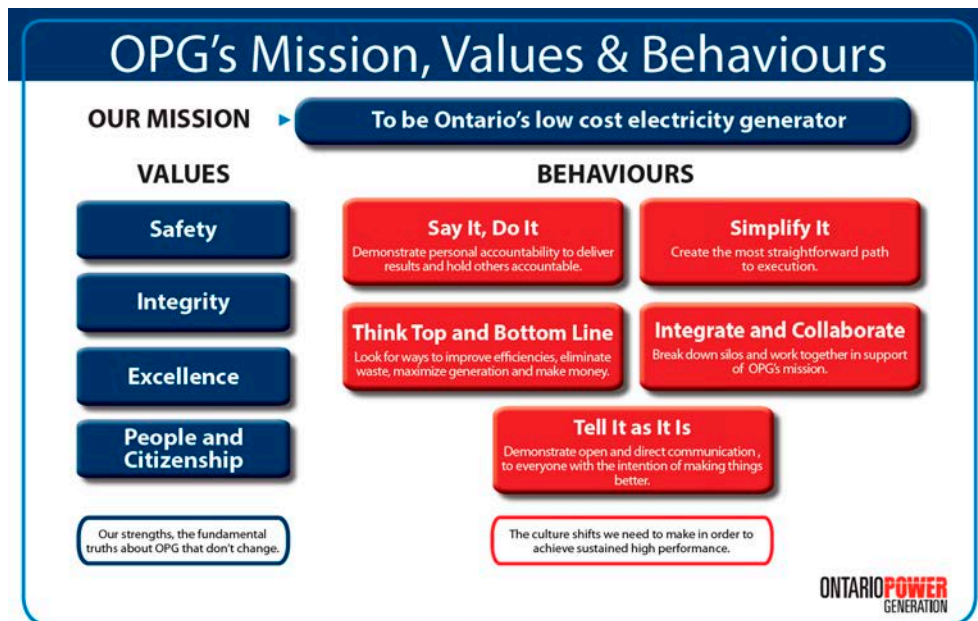 OPG's Mission, Values & Behaviours
OUR MISSION
To be Ontario's low cost electricity generator
VALUES
Safety
Integrity
Excellence
People and
Citizenship
Our strengths, the fundamental
truths about OPG that don't change.
BEHAVIOURS
Say It, Do It
Demonstrate personal accountability to deliver
results and hold others accountable.
Simplify It
Create the most straightforward path
to execution.
Think Top and Bottom Line
Look for ways to improve efficiencies, eliminate
waste, maximize generation and make money.
Integrate and Collaborate
Break down silos and work together in support
of OPG's mission.
Tell It as It Is
Demonstrate open and direct communication ,
to everyone with the intention of making things
better.
The culture shifts we need to make in order to
achieve sustained high performance.
ONTARIOPOWER
GENERATION